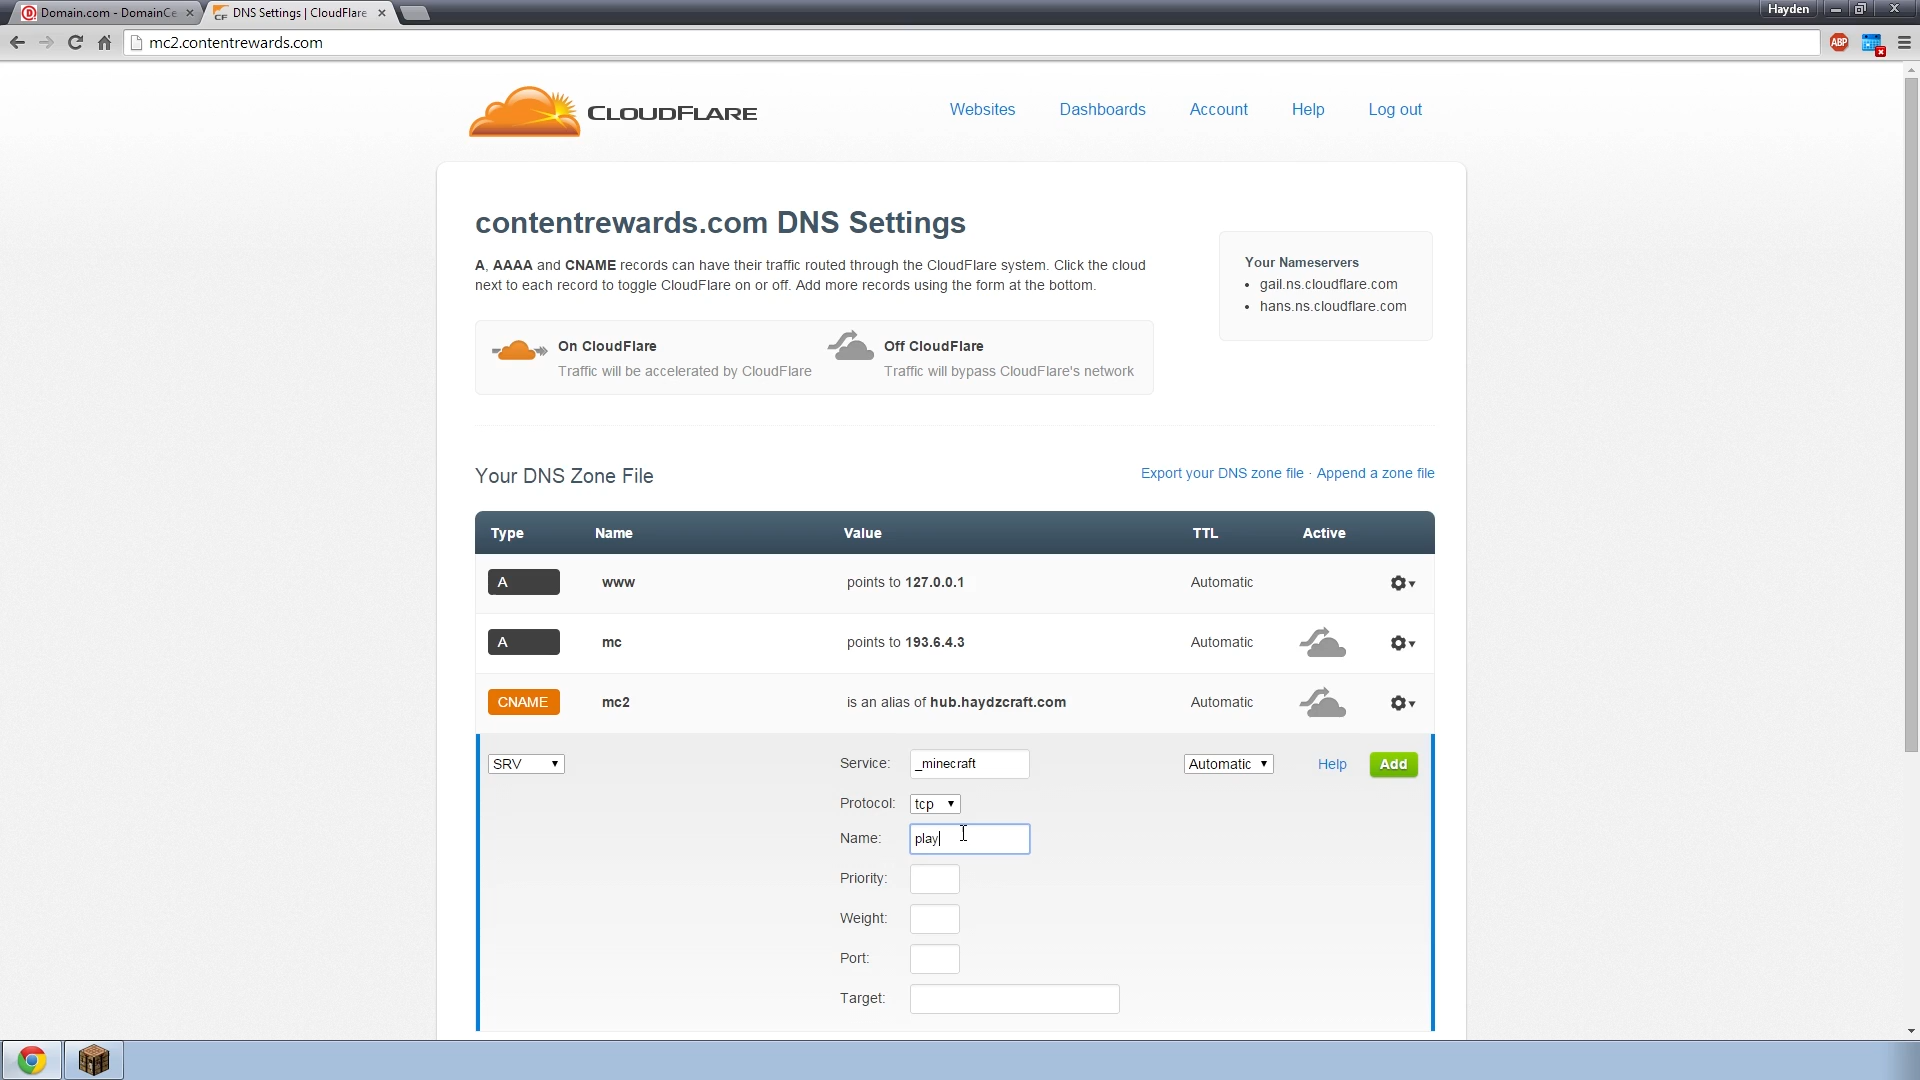 Domain.com - DomainCe
DNS Settings | CloudFlare
Hayden
mc2.contentrewards.com
ABP
CLOUDFLARE
Websites
Dashboards
Account
Help
Log out
contentrewards.com DNS Settings
A, AAAA and CNAME records can have their traffic routed through the CloudFlare system. Click the cloud
next to each record to toggle CloudFlare on or off. Add more records using the form at the bottom.
Your Nameservers
gail.ns.cloudflare.com
hans.ns.cloudflare.com
On CloudFlare
Traffic will be accelerated by CloudFlare
Off CloudFlare
Traffic will bypass CloudFlare's network
Your DNS Zone File
Export your DNS zone file · Append a zone file
Type Name Value TTL Active
A www points to 127.0.0.1 Automatic
A mc points to 193.6.4.3 Automatic
CNAME mc2 is an alias of hub.haydzcraft.com Automatic
SRV Service: _minecraft Automatic Help Add
Protocol: tcp
Name: play
Priority:
Weight:
Port:
Target: